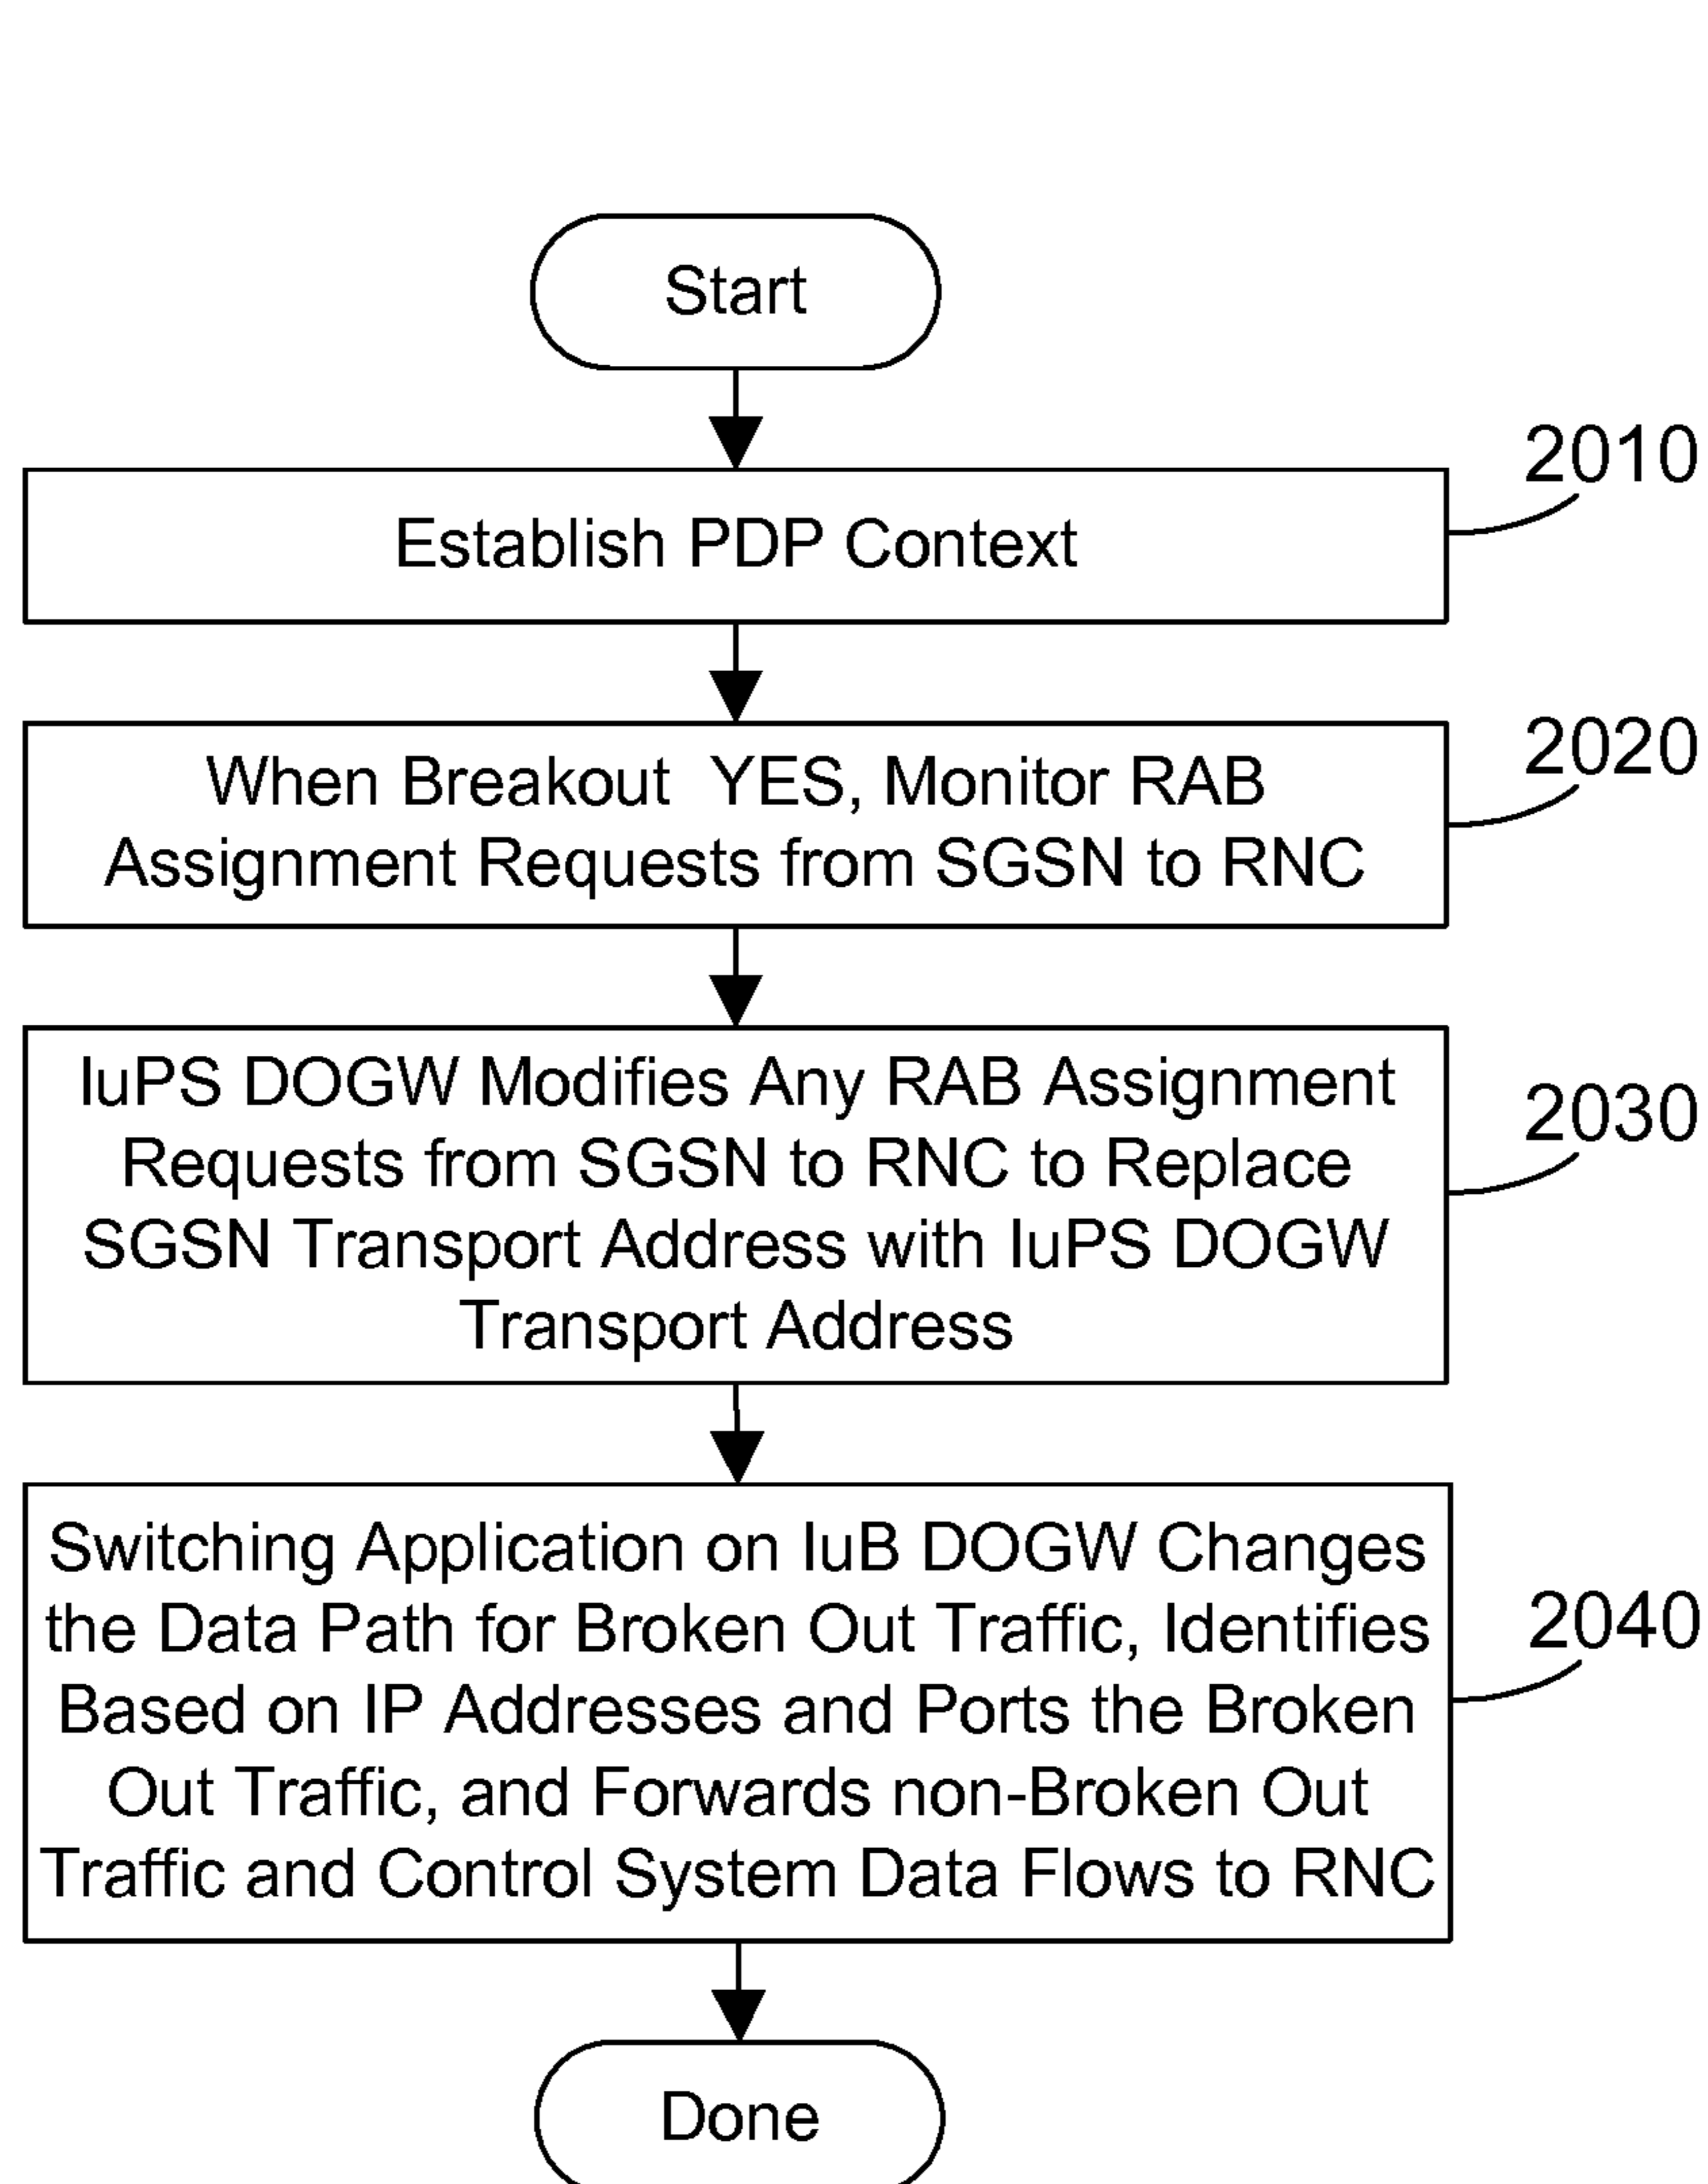 Start
2010
Establish PDP Context
2020
When Breakout YES, Monitor RAB
Assignment Requests from SGSN to RNC
2030
IuPS DOGW Modifies Any RAB Assignment
Requests from SGSN to RNC to Replace
SGSN Transport Address with IuPS DOGW
Transport Address
2040
Switching Application on IuB DOGW Changes
the Data Path for Broken Out Traffic, Identifies
Based on IP Addresses and Ports the Broken
Out Traffic, and Forwards non-Broken Out
Traffic and Control System Data Flows to RNC
Done